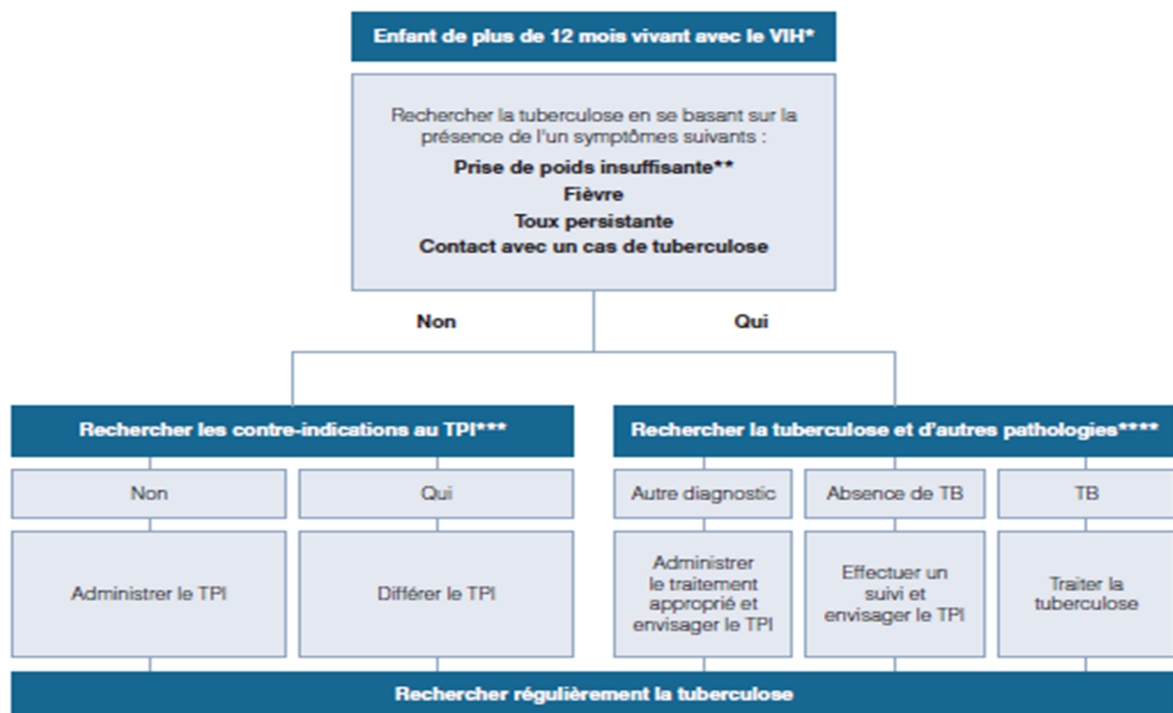 Enfant de plus de 12 mois vivant avec le VIH*
Rechercher la tuberculose en se basant sur la
présence de l'un symptômes suivants :
Prise de poids insuffisante**
Fièvre
Toux persistante
Contact avec un cas de tuberculose
Non
Qui
Rechercher les contre-indications au TPI***
Non
Qui
Administrer le TPI
Différer le TPI
Rechercher la tuberculose et d'autres pathologies****
Autre diagnostic
Absence de TB
TB
Administrer
le traitement
approprié et
envisager le TPI
Effectuer un
suivi et
envisager le TPI
Traiter la
tuberculose
Rechercher régulièrement la tuberculose